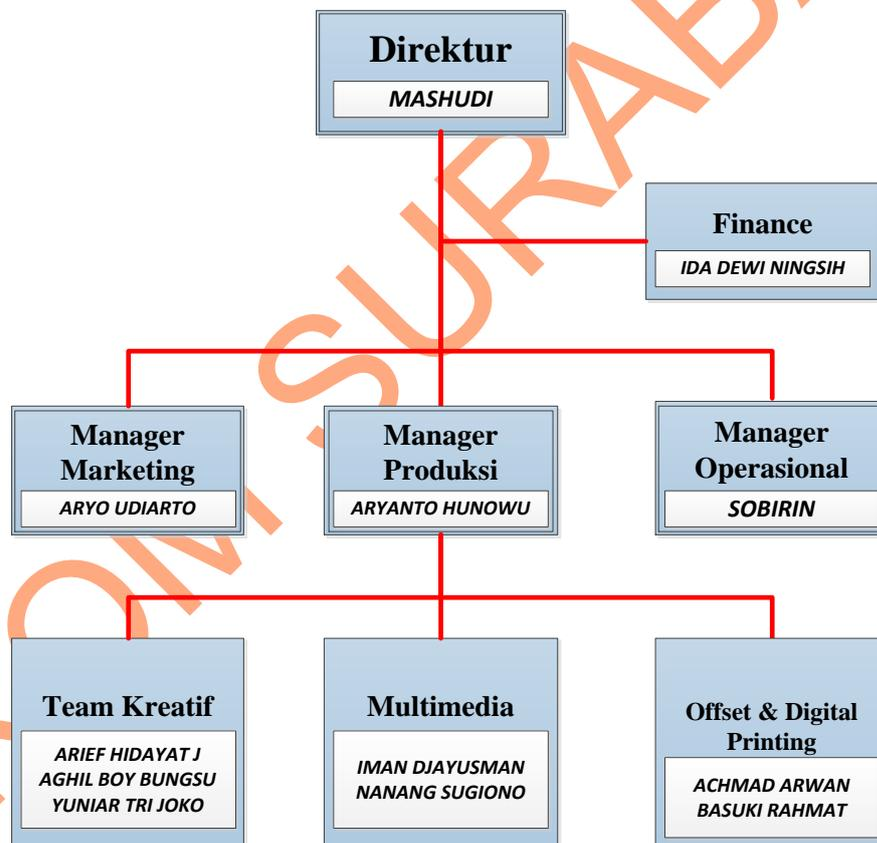 Direktur
MASHUDI
Finance
IDA DEWI NINGSIH
Manager
Marketing
ARYO UDIARTO
Manager
Produksi
ARYANTO HUNOWU
Manager
Operasional
SOBIRIN
Team Kreatif
ARIEF HIDAYAT J
AGHIL BOY BUNGSU
YUNIAR TRI JOKO
Multimedia
IMAN DJAYUSMAN
NANANG SUGIONO
Offset & Digital
Printing
ACHMAD ARWAN
BASUKI RAHMAT
OM SURABA